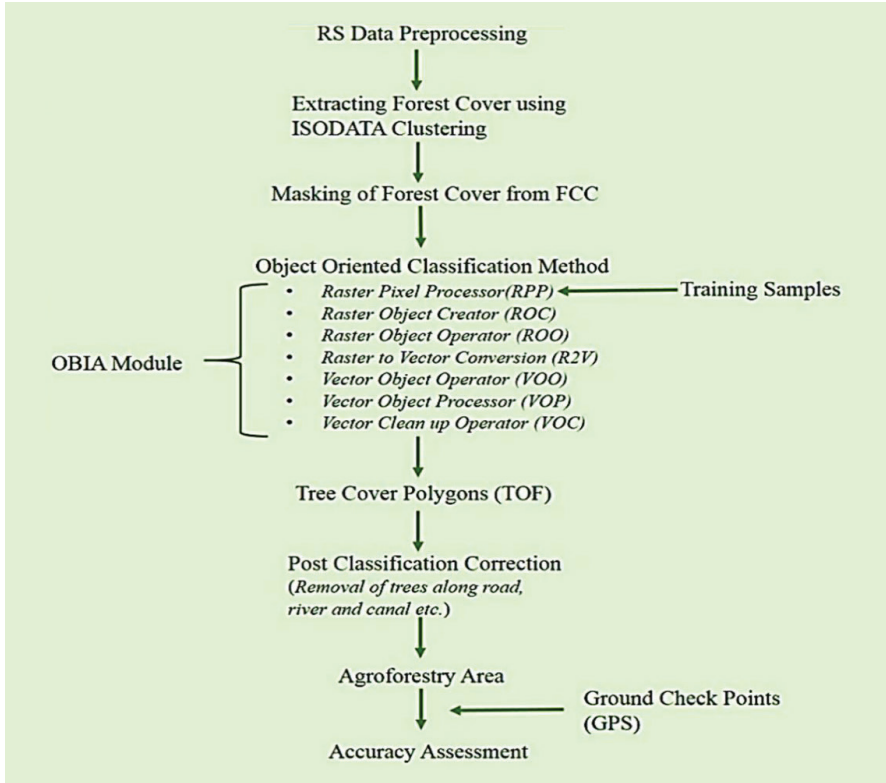 RS Data Preprocessing
Extracting Forest Cover using
ISODATA Clustering
Masking of Forest Cover from FCC
Object Oriented Classification Method
• Raster Pixel Processor(RPP)
Training Samples
• Raster Object Creator (ROC)
• Raster Object Operator (ROO)
• Raster to Vector Conversion (R2V)
OBIA Module
• Vector Object Operator (VOO)
• Vector Object Processor (VOP)
• Vector Clean up Operator (VOC)
Tree Cover Polygons (TOF)
Post Classification Correction
(Removal of trees along road,
river and canal etc.)
Agroforestry Area
Ground Check Points
(GPS)
Accuracy Assessment